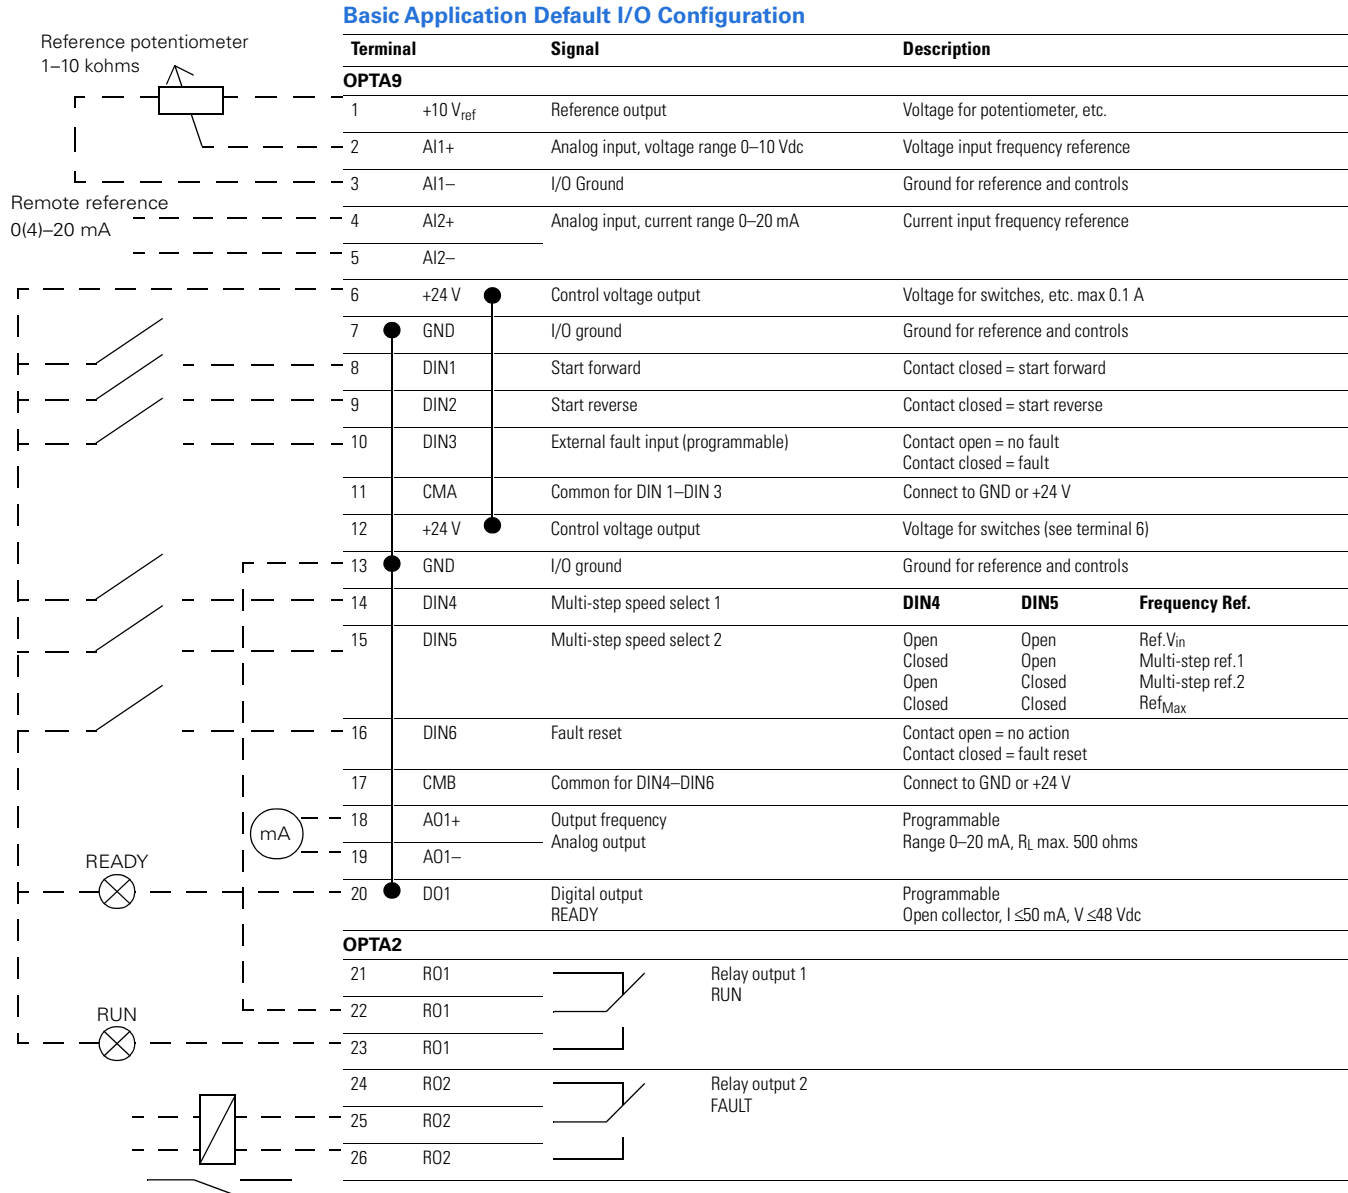 Basic Application Default I/O Configuration
Reference potentiometer
1–10 kohms
Terminal Signal Description
OPTA9
1 +10 Vref Reference output Voltage for potentiometer, etc.
2 AI1+ Analog input, voltage range 0–10 Vdc Voltage input frequency reference
3 AI1– I/O Ground Ground for reference and controls
Remote reference
0(4)–20 mA
4 AI2+ Analog input, current range 0–20 mA Current input frequency reference
5 AI2–
6 +24 V Control voltage output Voltage for switches, etc. max 0.1 A
7 GND I/O ground Ground for reference and controls
8 DIN1 Start forward Contact closed = start forward
9 DIN2 Start reverse Contact closed = start reverse
10 DIN3 External fault input (programmable) Contact open = no fault
Contact closed = fault
11 CMA Common for DIN 1–DIN 3 Connect to GND or +24 V
12 +24 V Control voltage output Voltage for switches (see terminal 6)
13 GND I/O ground Ground for reference and controls
14 DIN4 Multi-step speed select 1 DIN4 DIN5 Frequency Ref.
15 DIN5 Multi-step speed select 2 Open Open Ref.Vin
Closed Open Multi-step ref.1
Open Closed Multi-step ref.2
Closed Closed RefMax
16 DIN6 Fault reset Contact open = no action
Contact closed = fault reset
17 CMB Common for DIN4–DIN6 Connect to GND or +24 V
mA
18 AO1+ Output frequency Programmable
Analog output Range 0–20 mA, RL max. 500 ohms
19 AO1–
READY
20 DO1 Digital output Programmable
READY Open collector, I ≤50 mA, V ≤48 Vdc
OPTA2
21 RO1 Relay output 1
RUN
22 RO1
RUN
23 RO1
24 RO2 Relay output 2
FAULT
25 RO2
26 RO2